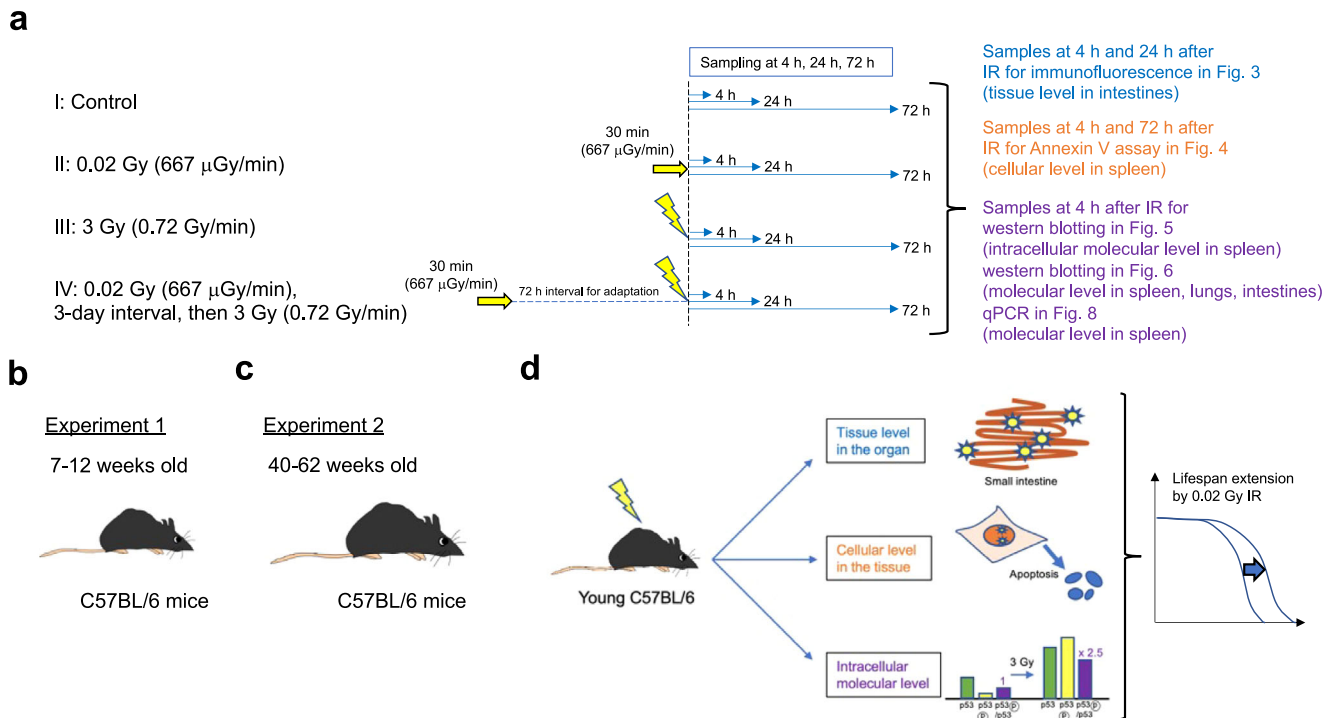 a
Sampling at 4 h, 24 h, 72 h
I: Control
4 h
24 h
72 h
II: 0.02 Gy (667 μGy/min)
30 min
(667 μGy/min)
4 h
24 h
72 h
III: 3 Gy (0.72 Gy/min)
4 h
24 h
72 h
IV: 0.02 Gy (667 μGy/min),
3-day interval, then 3 Gy (0.72 Gy/min)
30 min
(667 μGy/min)
72 h interval for adaptation
4 h
24 h
72 h
Samples at 4 h and 24 h after
IR for immunofluorescence in Fig. 3
(tissue level in intestines)
Samples at 4 h and 72 h after
IR for Annexin V assay in Fig. 4
(cellular level in spleen)
Samples at 4 h after IR for
western blotting in Fig. 5
(intracellular molecular level in spleen)
western blotting in Fig. 6
(molecular level in spleen, lungs, intestines)
qPCR in Fig. 8
(molecular level in spleen)
b
Experiment 1
7-12 weeks old
C57BL/6 mice
c
Experiment 2
40-62 weeks old
C57BL/6 mice
d
Young C57BL/6
Tissue level
in the organ
Small intestine
Cellular level
in the tissue
Apoptosis
Intracellular
molecular level
1
3 Gy
x 2.5
p53 p53 p53Ⓟ
Ⓟ /p53
p53 p53 p53Ⓟ
Ⓟ /p53
Lifespan extension
by 0.02 Gy IR